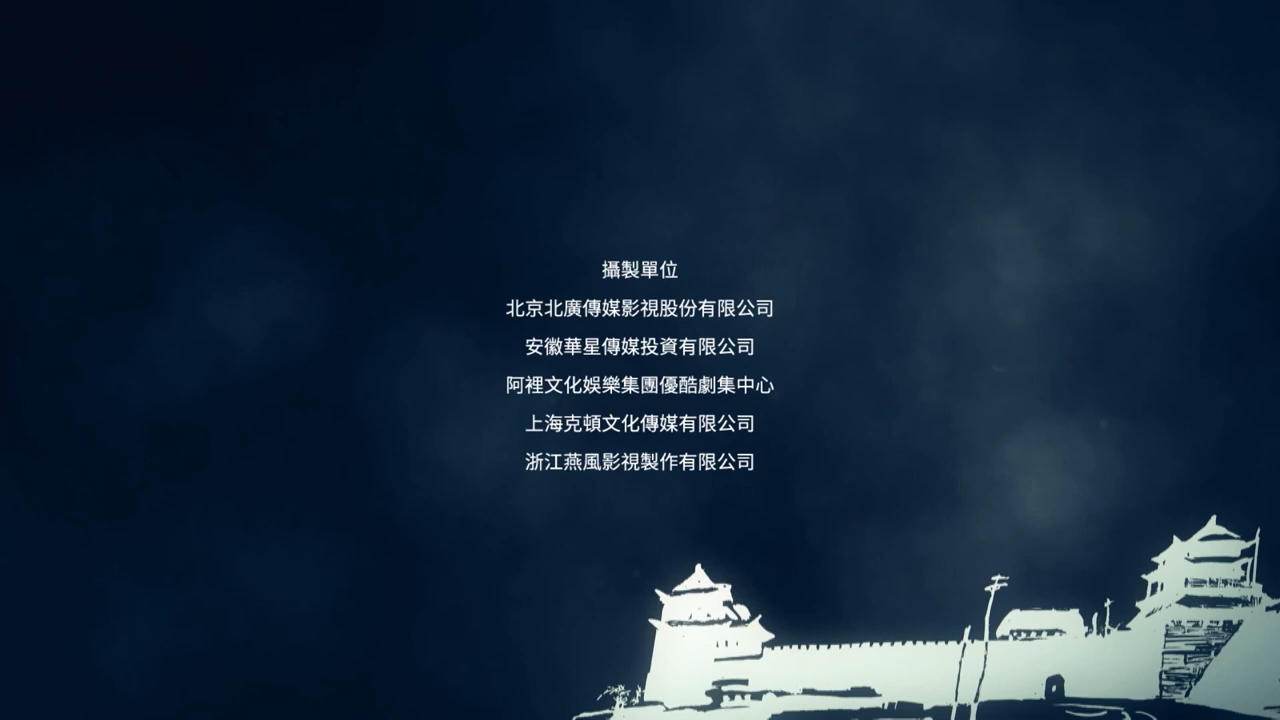 攝製單位
北京北廣傳媒影視股份有限公司
安徽華星傳媒投資有限公司
阿裡文化娛樂集團優酷劇集中心
上海克頓文化傳媒有限公司
浙江燕風影視製作有限公司